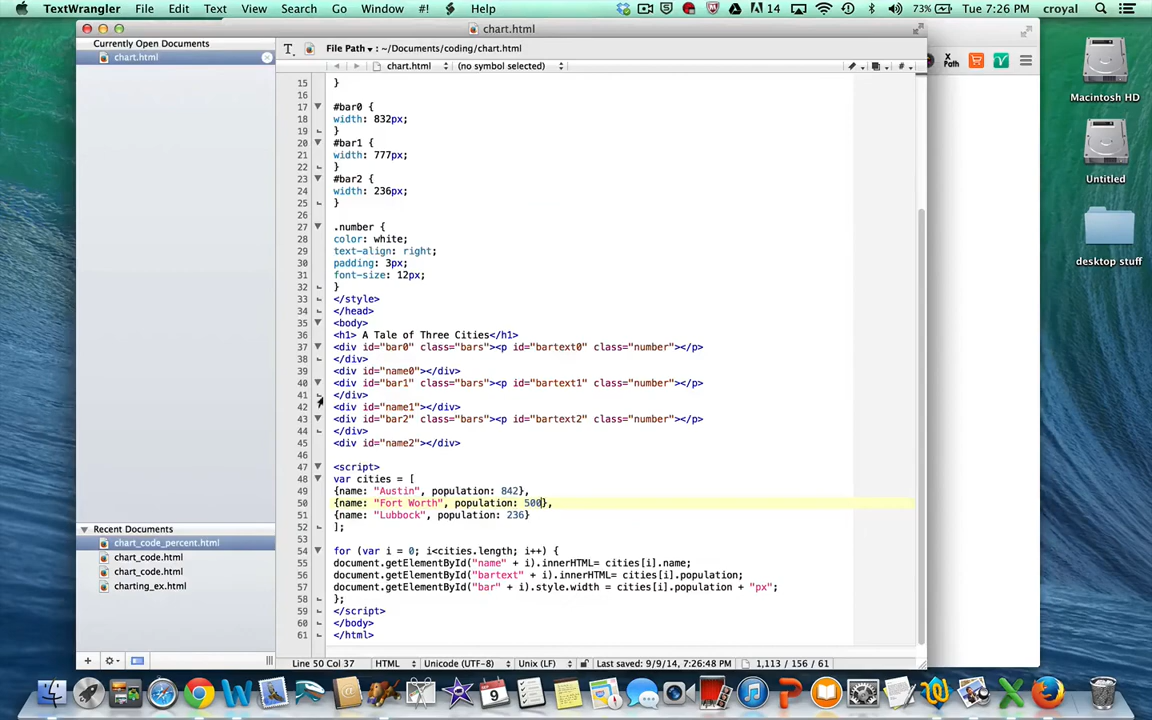 TextWrangler File Edit Text View Search Go Window #! Help 14 73% Tue 7:26 PM croyal
chart.html
Currently Open Documents
chart.html
File Path : ~/Documents/coding/chart.html
chart.html (no symbol selected)
X Path
Macintosh HD
Untitled
desktop stuff
15 }
16
17 #bar0 {
18 width: 832px;
19 }
20 #bar1 {
21 width: 777px;
22 }
23 #bar2 {
24 width: 236px;
25 }
26
27 .number {
28 color: white;
29 text-align: right;
30 padding: 3px;
31 font-size: 12px;
32 }
33 </style>
34 </head>
35 <body>
36 <h1> A Tale of Three Cities</h1>
37 <div id="bar0" class="bars"><p id="bartext0" class="number"></p>
38 </div>
39 <div id="name0"></div>
40 <div id="bar1" class="bars"><p id="bartext1" class="number"></p>
41 </div>
42 <div id="name1"></div>
43 <div id="bar2" class="bars"><p id="bartext2" class="number"></p>
44 </div>
45 <div id="name2"></div>
46
47 <script>
48 var cities = [
49 {name: "Austin", population: 842},
50 {name: "Fort Worth", population: 500},
51 {name: "Lubbock", population: 236}
52 ];
53
54 for (var i = 0; i<cities.length; i++) {
55 document.getElementById("name" + i).innerHTML= cities[i].name;
56 document.getElementById("bartext" + i).innerHTML= cities[i].population;
57 document.getElementById("bar" + i).style.width = cities[i].population + "px";
58 };
59 </script>
60 </body>
61 </html>
Recent Documents
chart_code_percent.html
chart_code.html
chart_code.html
charting_ex.html
Line 50 Col 37 HTML Unicode (UTF-8) Unix (LF) Last saved: 9/9/14, 7:26:48 PM 1,113 / 156 / 61